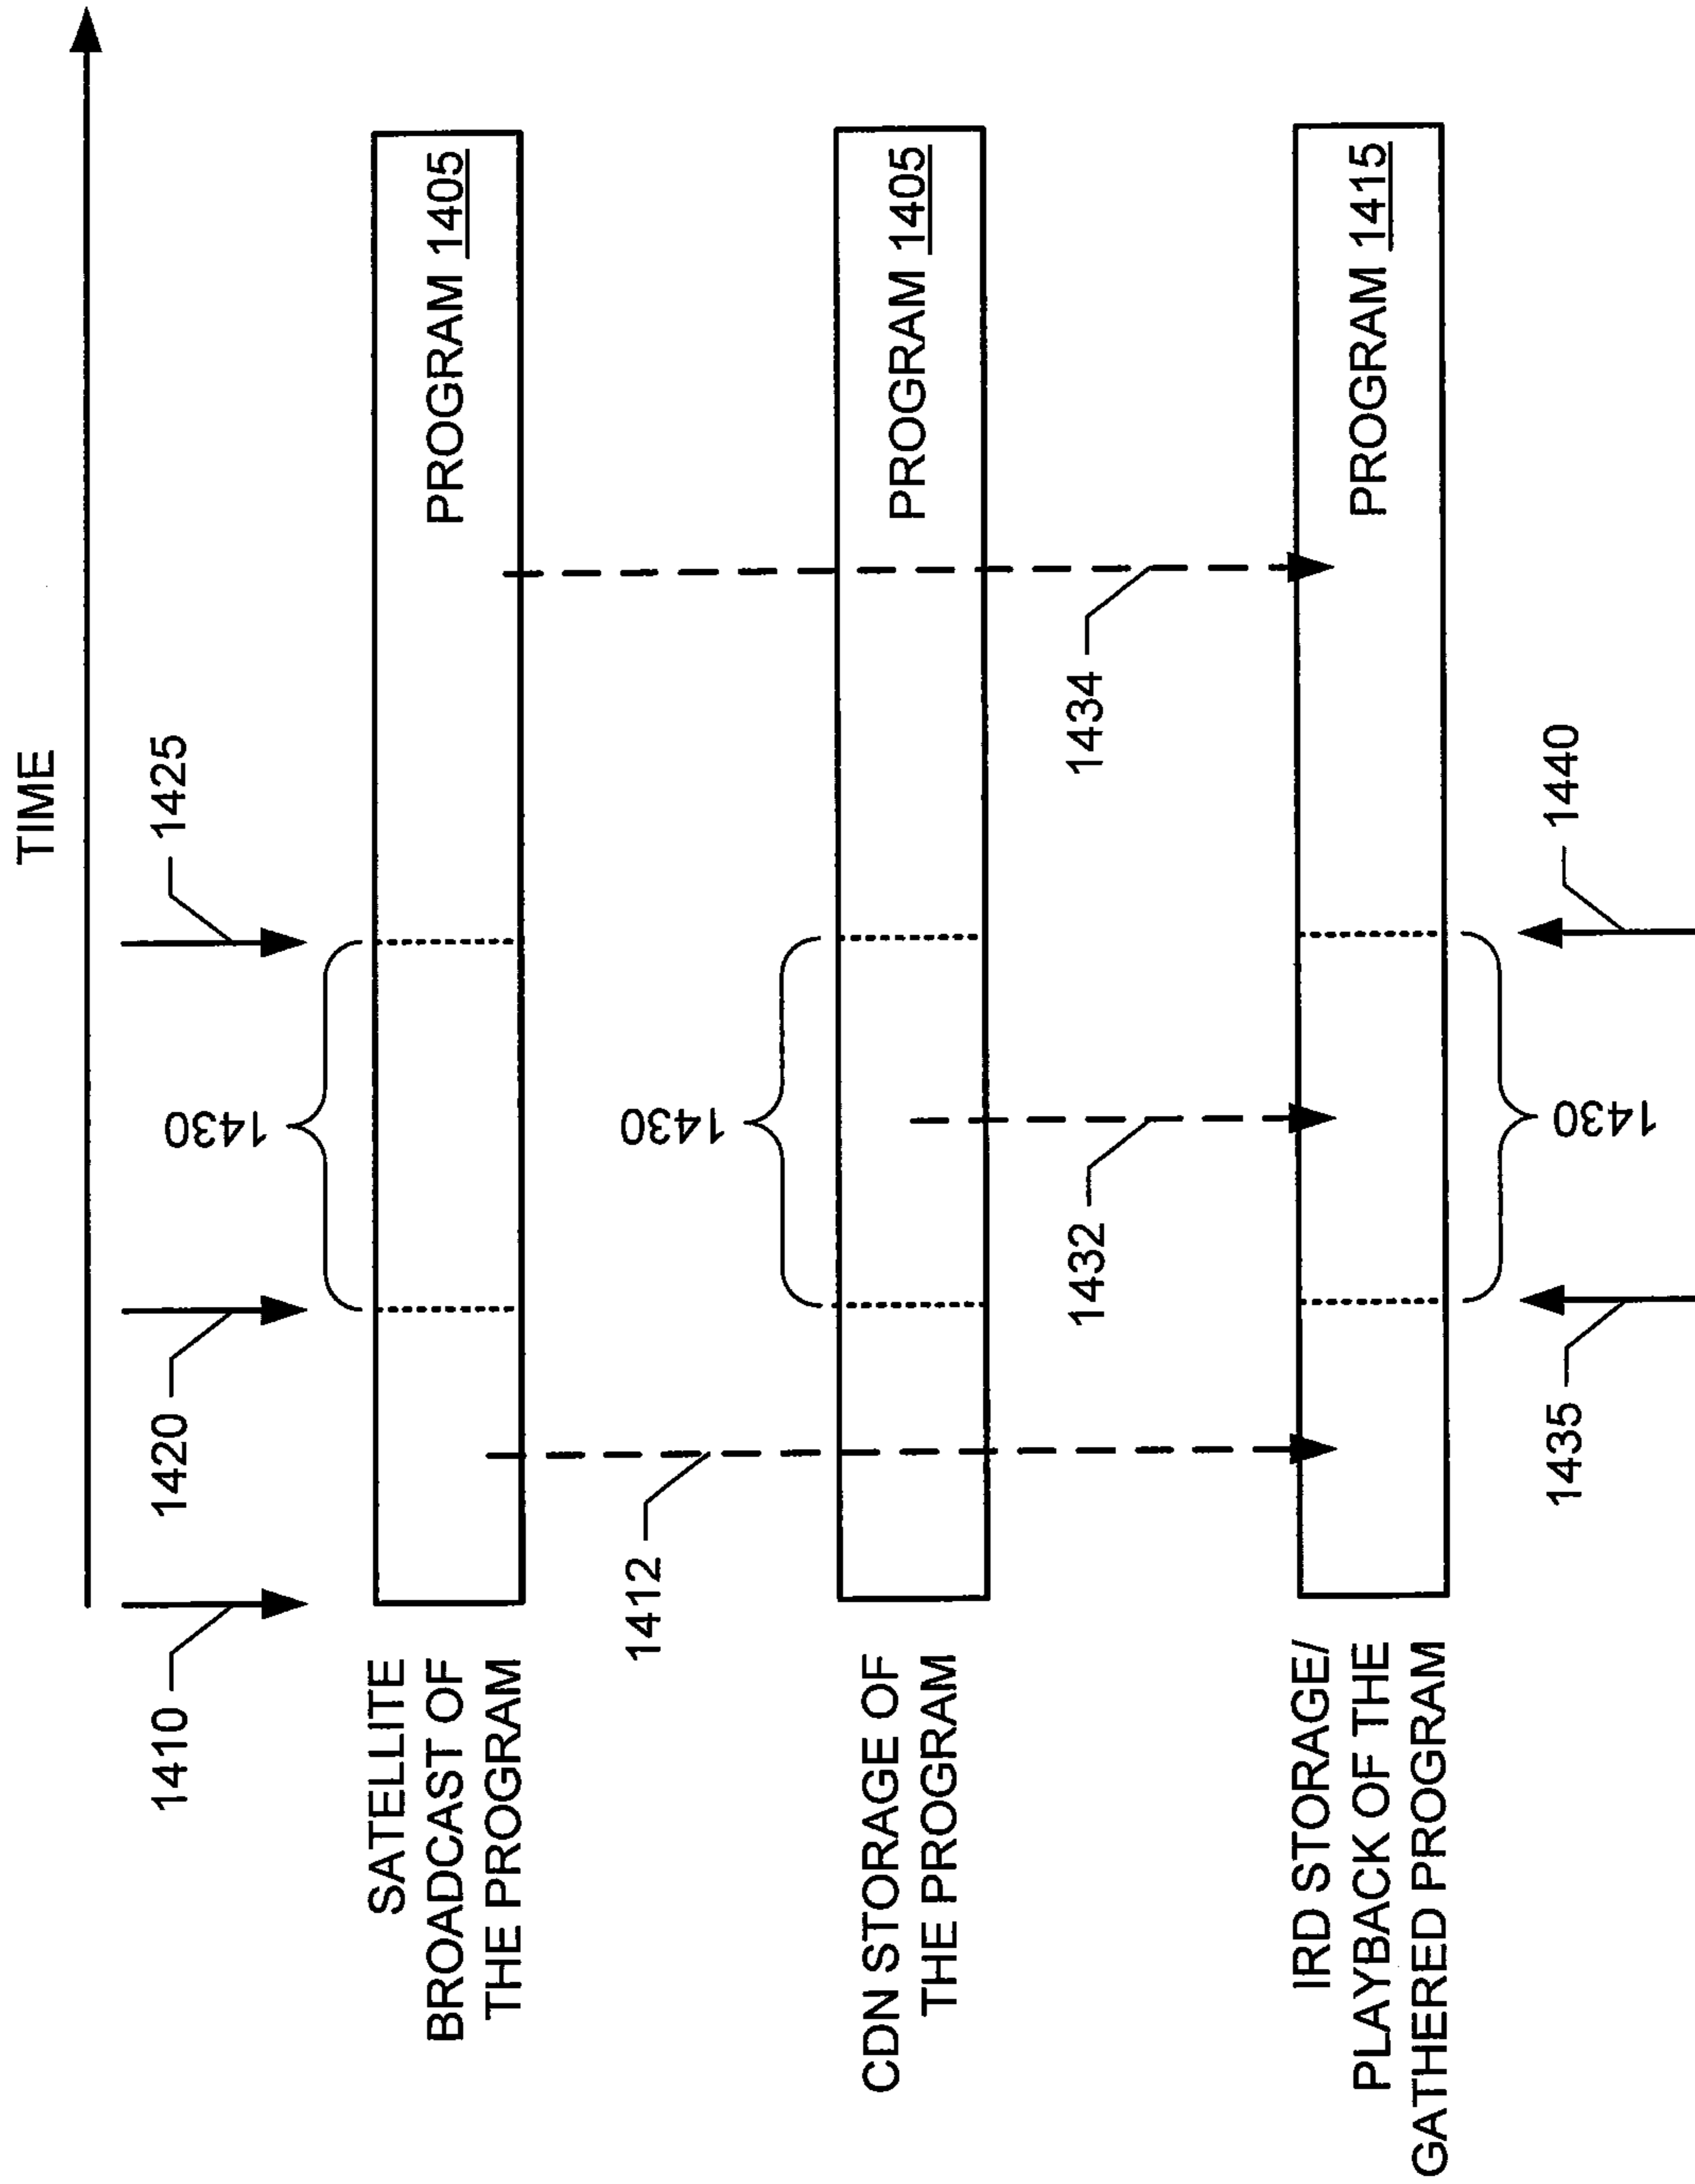 TIME
1410
1420
1425
1430
SATELLITE
BROADCAST OF
THE PROGRAM
PROGRAM 1405
1412
1430
CDN STORAGE OF
THE PROGRAM
PROGRAM 1405
1432
1434
IRD STORAGE/
PLAYBACK OF THE
GATHERED PROGRAM
PROGRAM 1415
1430
1435
1440